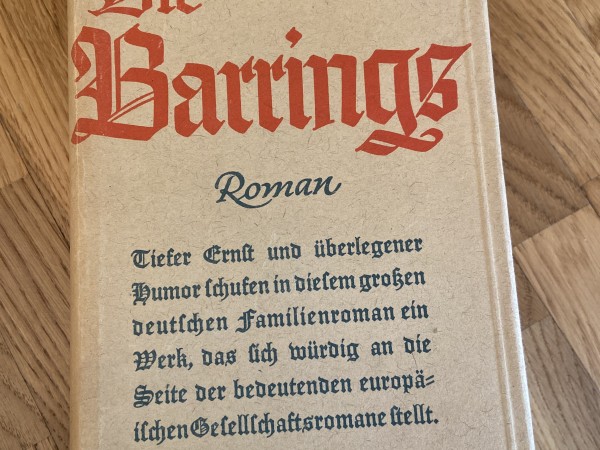 Die
Barrings
Roman
Tiefer Ernſt und überlegener
Humor ſchufen in dieſem großen
deutſchen Familienroman ein
Werk, das ſich würdig an die
Seite der bedeutenden europä=
iſchen Geſellſchaftsromane ſtellt.